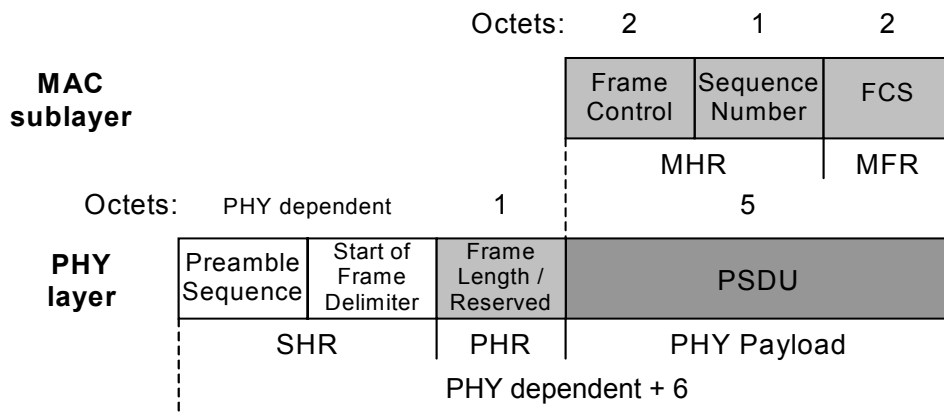 Octets: 2 1 2
MAC
sublayer
Frame
Control
Sequence
Number
FCS
MHR MFR
Octets: PHY dependent 1 5
PHY
layer
Preamble
Sequence
Start of
Frame
Delimiter
Frame
Length /
Reserved
PSDU
SHR PHR PHY Payload
PHY dependent + 6